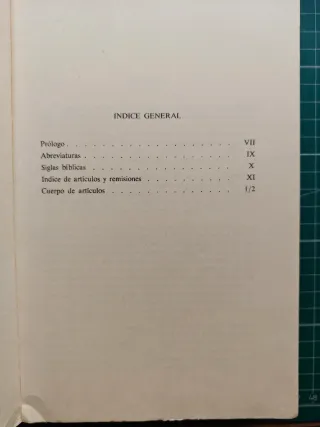 INDICE GENERAL
Prólogo . . . . . . . . . . . . . . . . . . . VII
Abreviaturas . . . . . . . . . . . . . . . . . IX
Siglas bíblicas . . . . . . . . . . . . . . . . . X
Indice de artículos y remisiones . . . . . . . . . . XI
Cuerpo de artículos . . . . . . . . . . . . . . 1/2